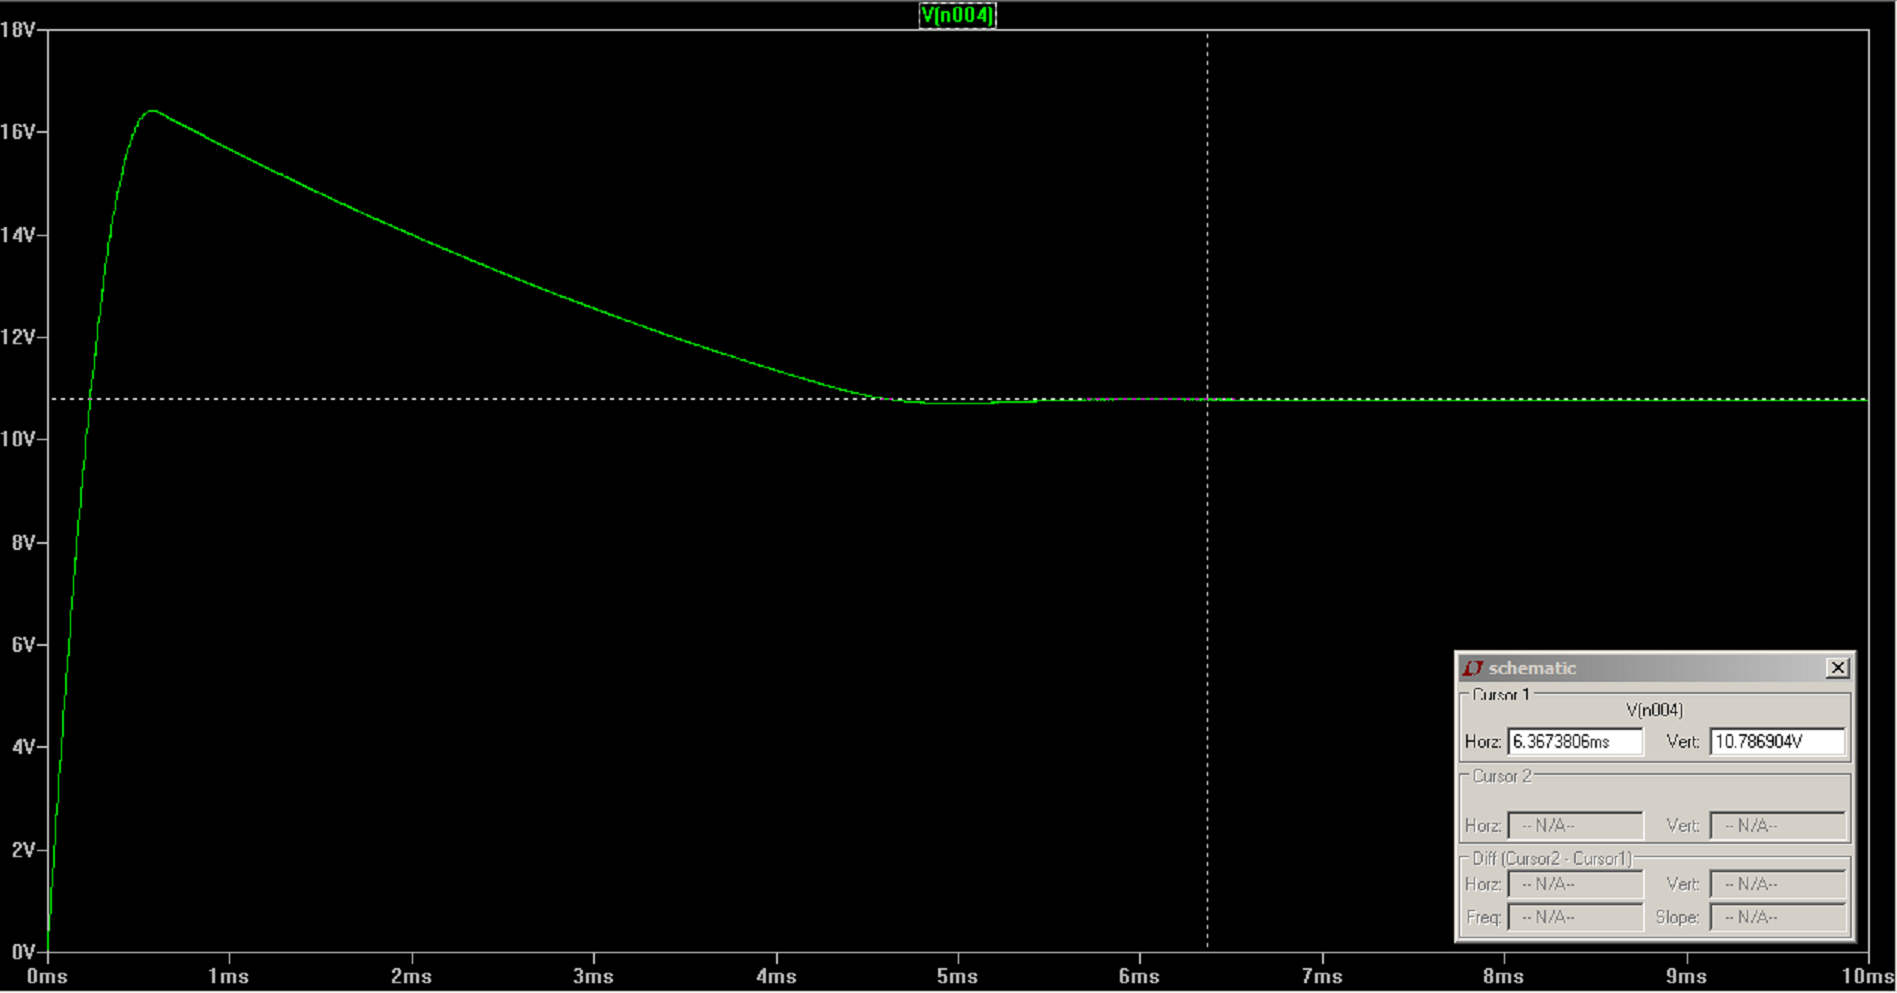 V(n004)
18V
16V
14V
12V
10V
8V
6V
4V
2V
0V
0ms 1ms 2ms 3ms 4ms 5ms 6ms 7ms 8ms 9ms 10ms
schematic
Cursor 1
V(n004)
Horz: 6.3673806ms Vert: 10.786904V
Cursor 2
Horz: -- N/A-- Vert: -- N/A--
Diff (Cursor2 - Cursor1)
Horz: -- N/A-- Vert: -- N/A--
Freq: -- N/A-- Slope: -- N/A--